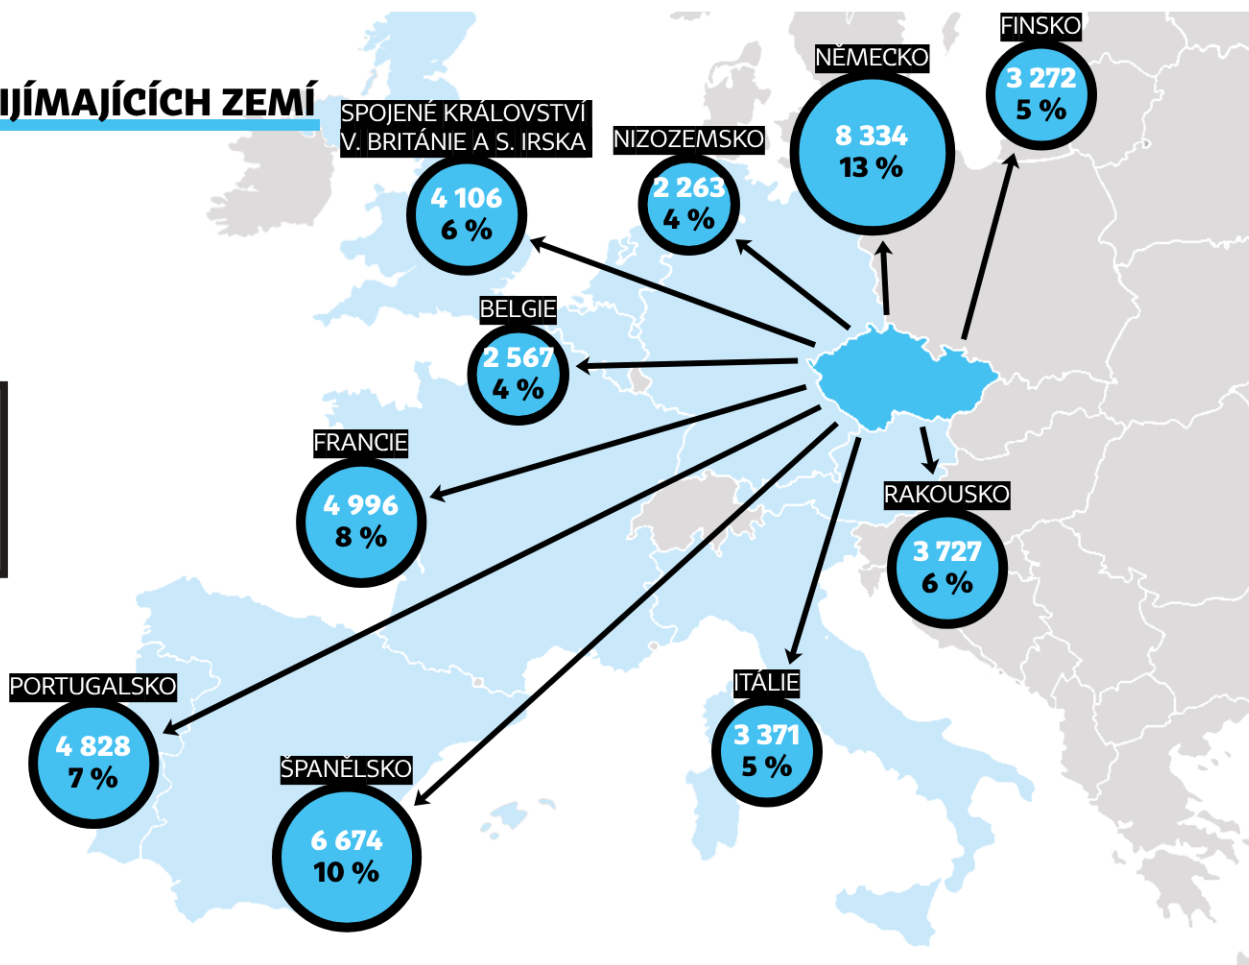 IJÍMAJÍCÍCH ZEMÍ
FINSKO
3 272
5 %
NĚMECKO
8 334
13 %
SPOJENÉ KRÁLOVSTVÍ
V. BRITÁNIE A S. IRSKA
4 106
6 %
NIZOZEMSKO
2 263
4 %
BELGIE
2 567
4 %
FRANCIE
4 996
8 %
RAKOUSKO
3 727
6 %
PORTUGALSKO
4 828
7 %
ŠPANĚLSKO
6 674
10 %
ITÁLIE
3 371
5 %